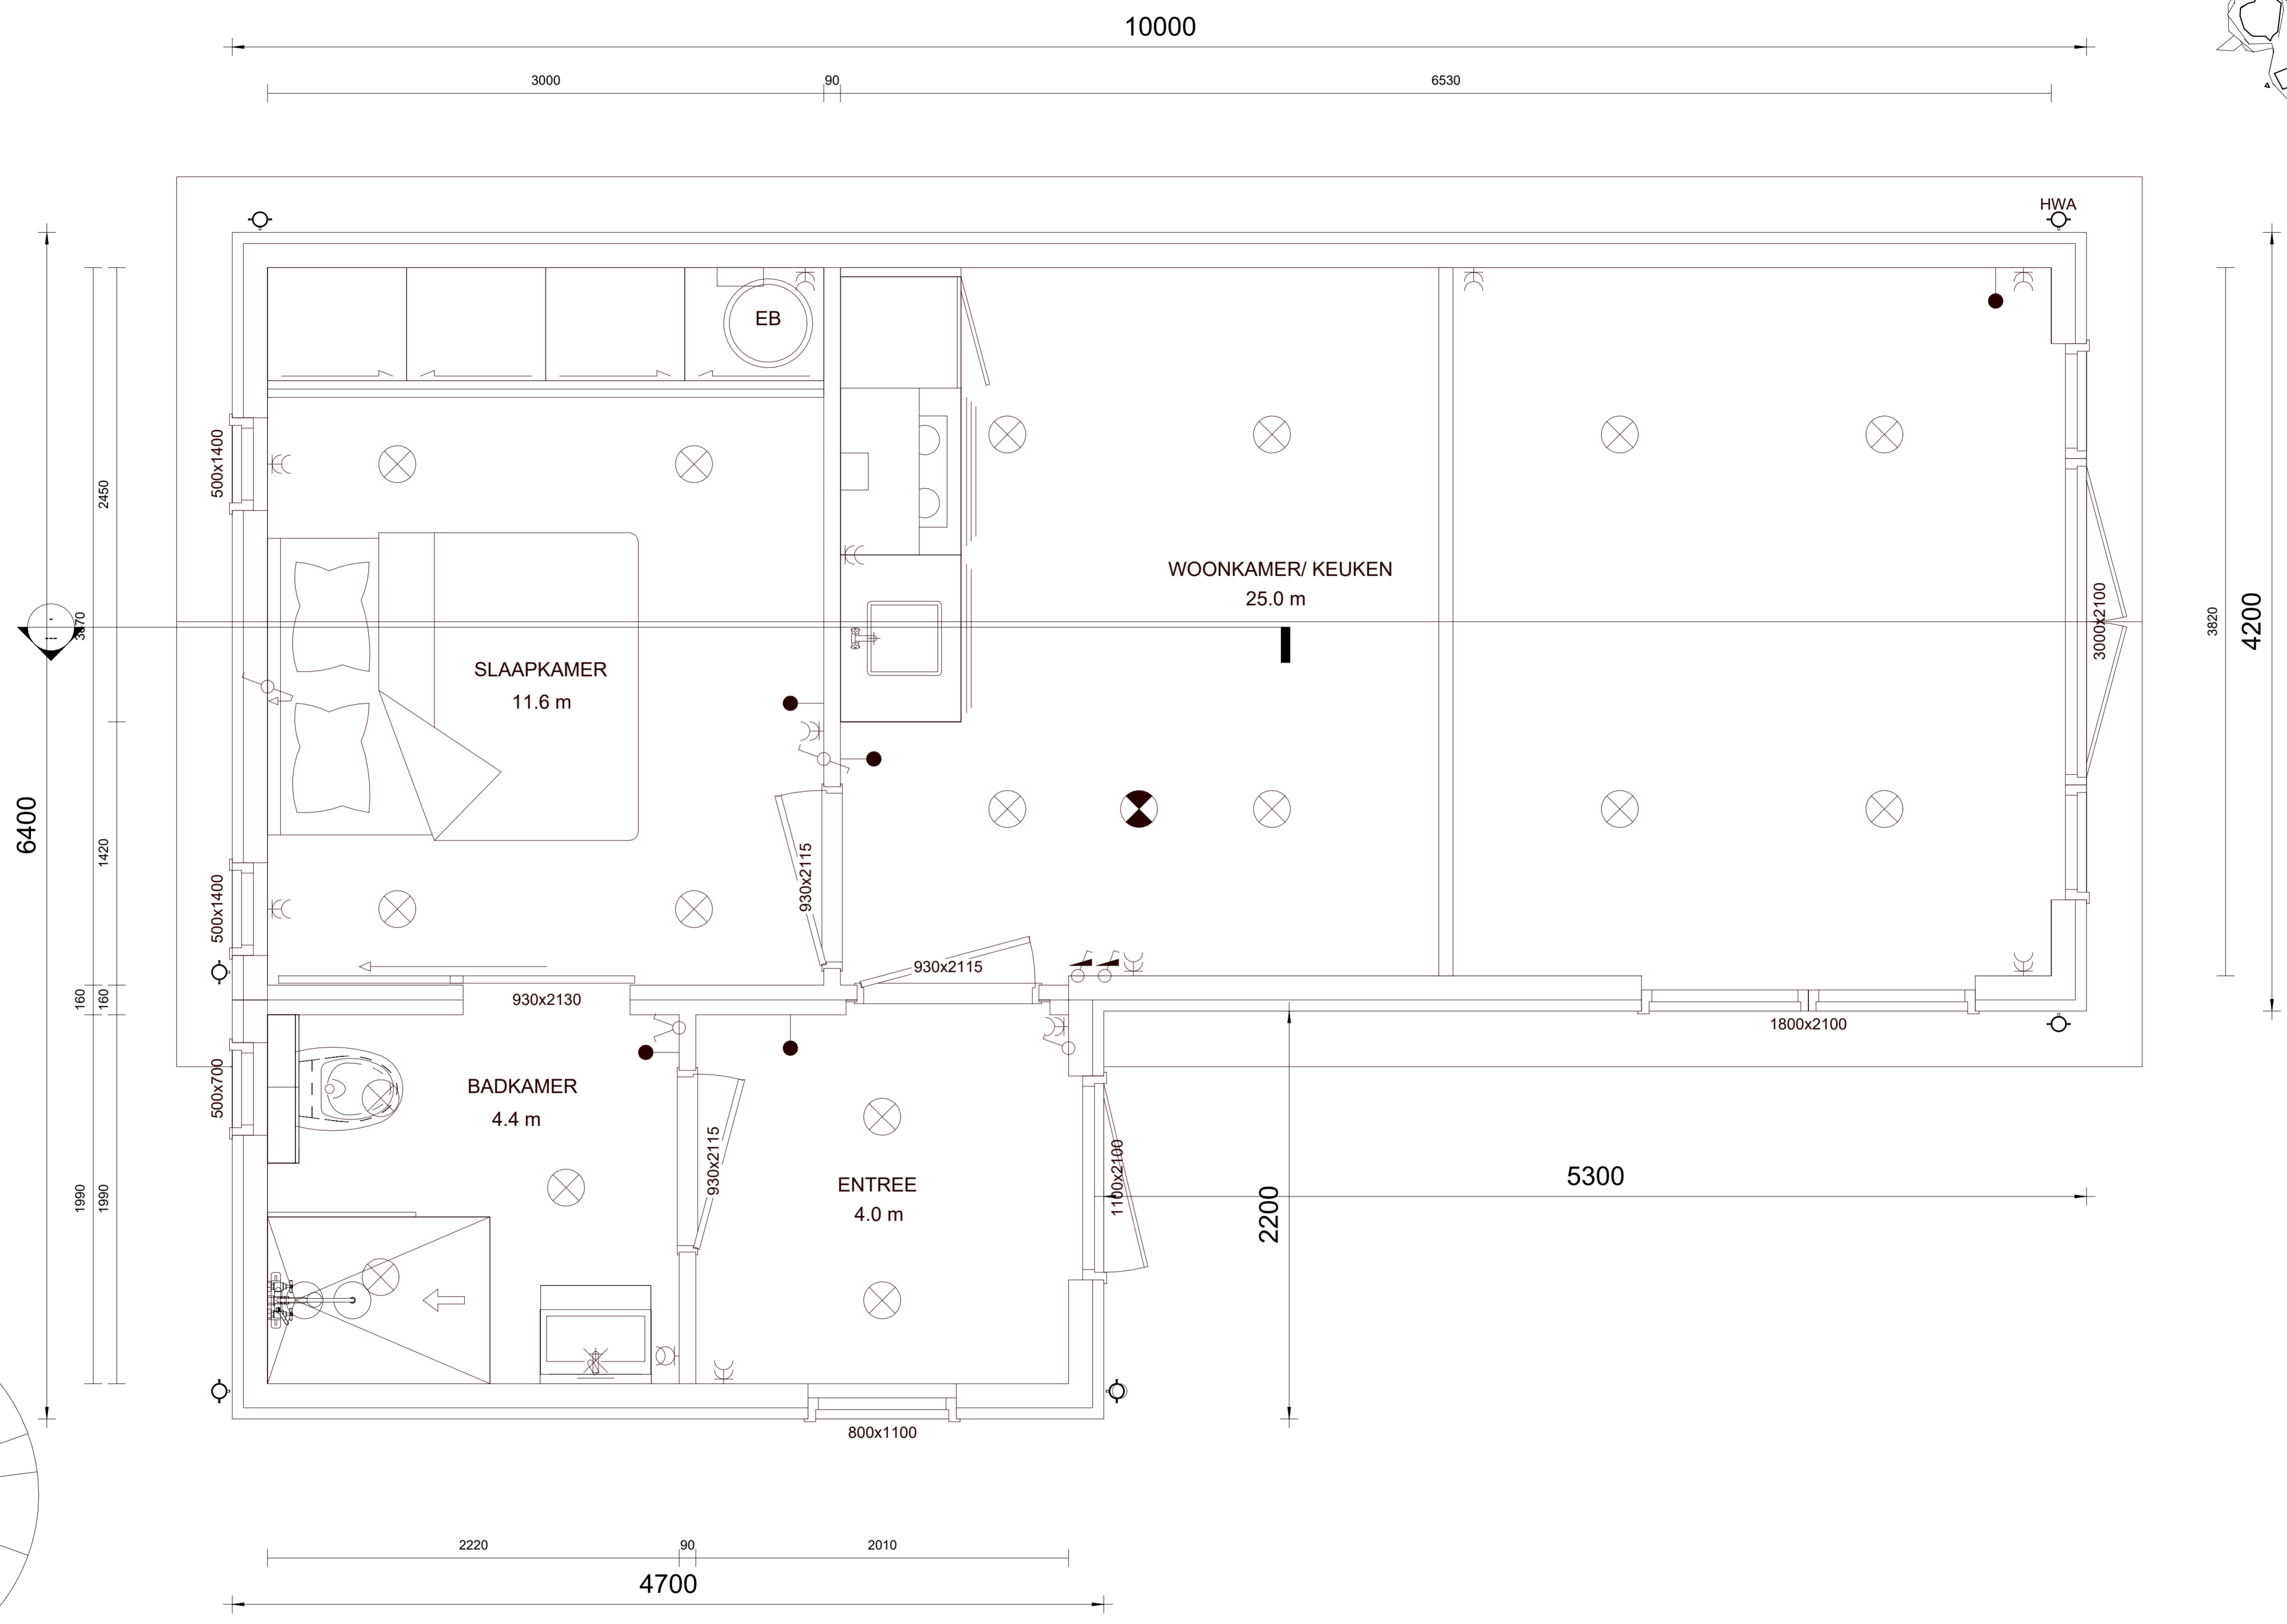 10000
3000
90
6530
HWA
EB
500x1400
2450
WOONKAMER/ KEUKEN
25.0 m
3870
3000x2100
3820
4200
SLAAPKAMER
11.6 m
6400
1420
930x2115
500x1400
930x2115
160
160
930x2130
1800x2100
500x700
BADKAMER
4.4 m
930x2115
1100x2100
ENTREE
4.0 m
5300
1990
1990
2200
800x1100
2220
90
2010
4700